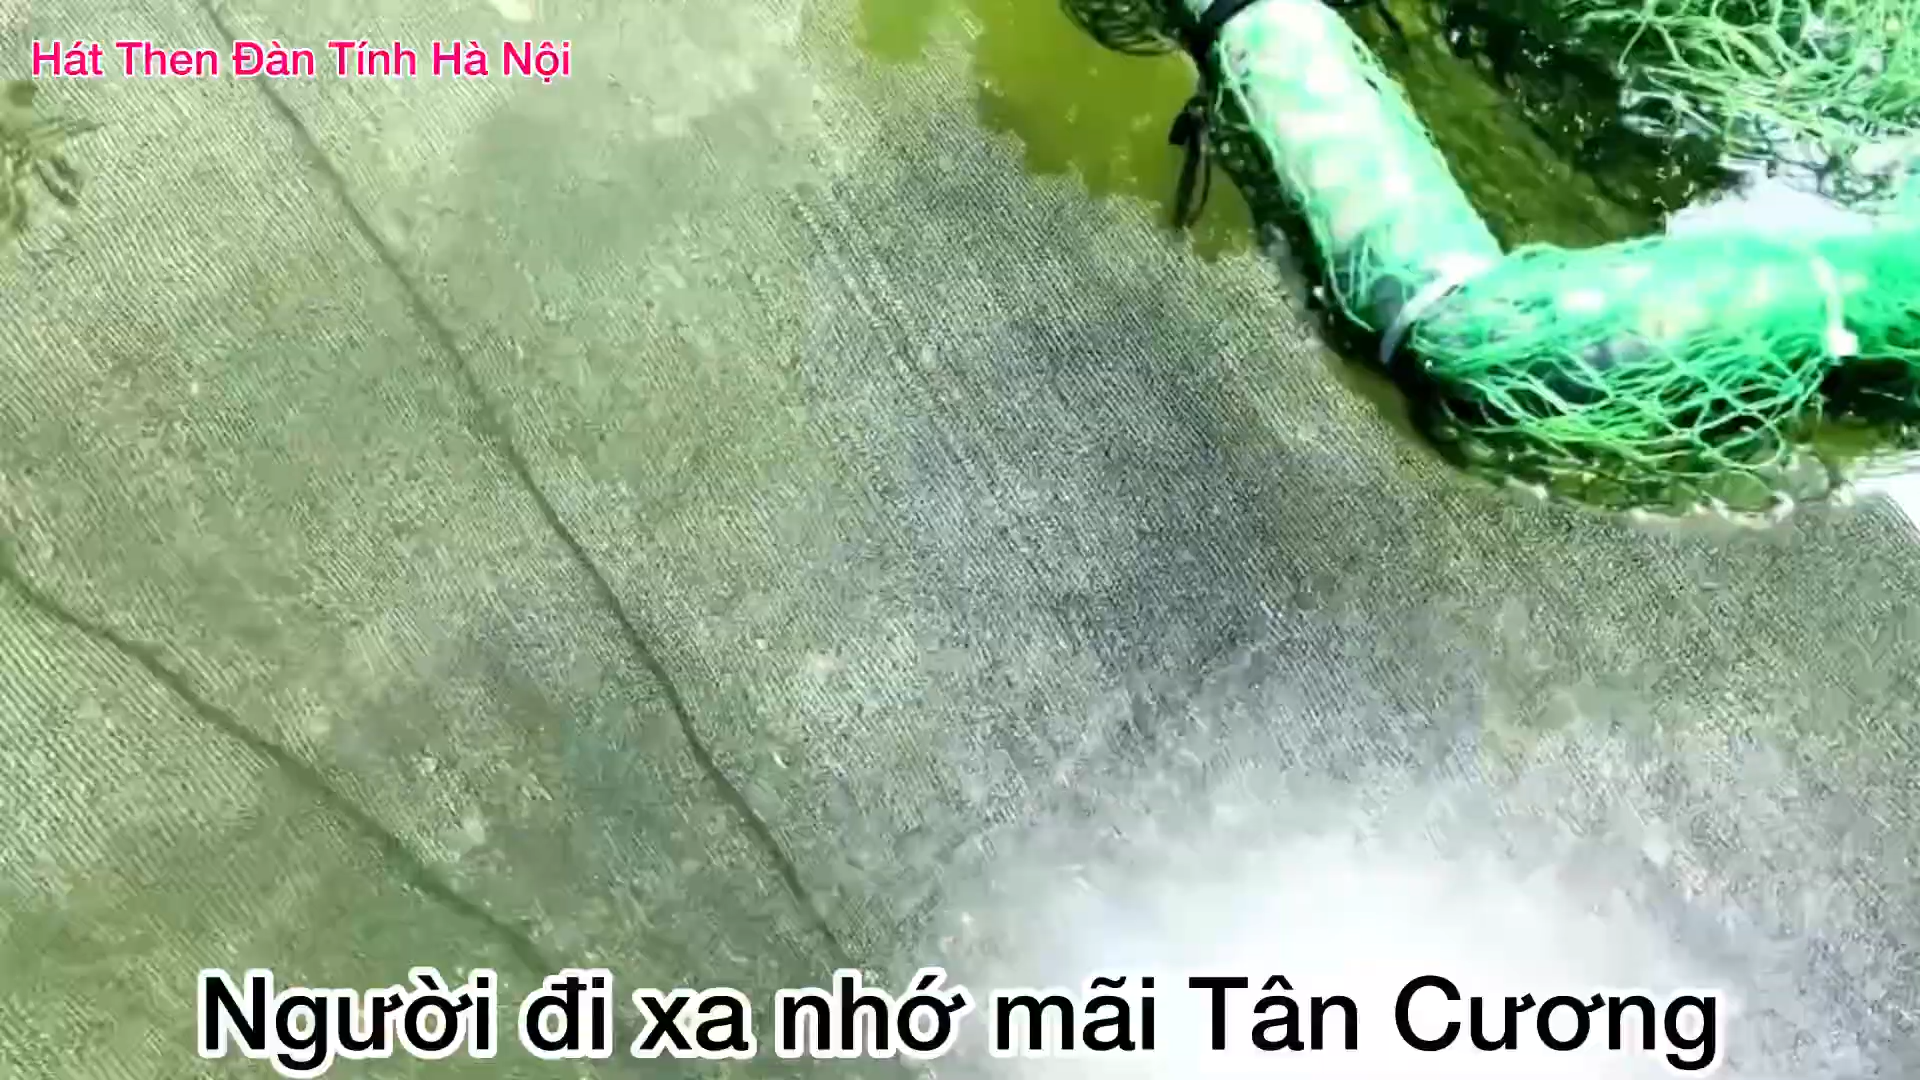 Hát Then Đàn Tính Hà Nội
Người đi xa nhớ mãi Tân Cương